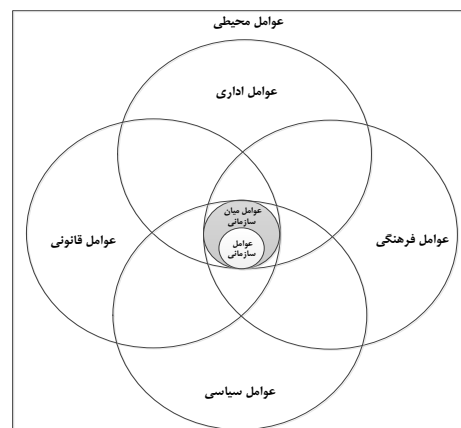 عوامل محیطی
عوامل اداری
عوامل میان
سازمانی
عوامل فرهنگی
عوامل قانونی
عوامل
سازمانی
عوامل سیاسی